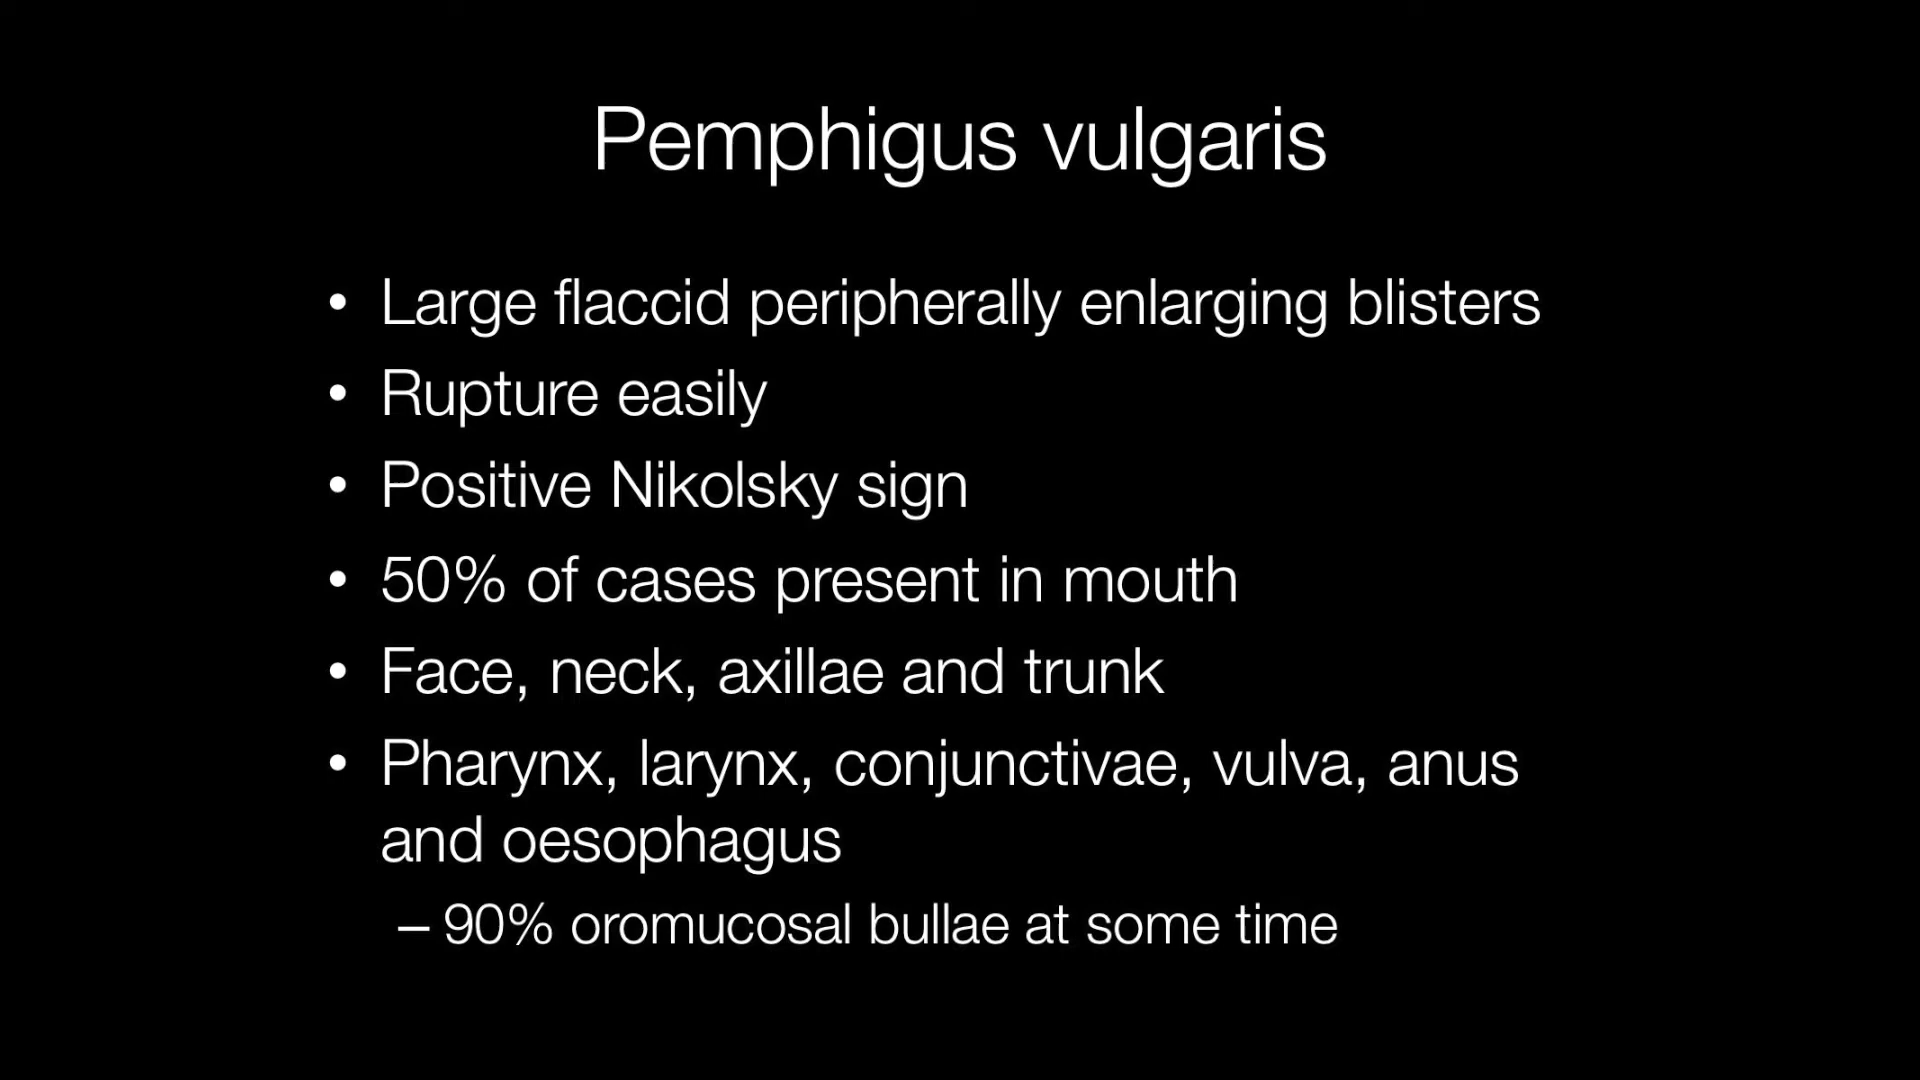 Pemphigus vulgaris
• Large flaccid peripherally enlarging blisters
• Rupture easily
• Positive Nikolsky sign
• 50% of cases present in mouth
• Face, neck, axillae and trunk
• Pharynx, larynx, conjunctivae, vulva, anus
and oesophagus
– 90% oromucosal bullae at some time